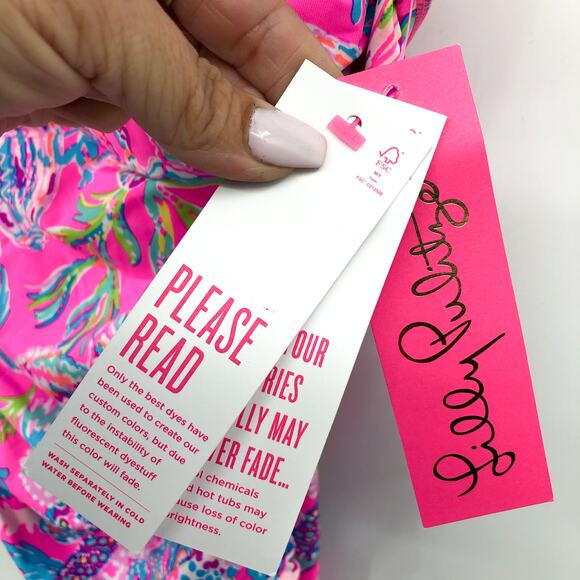 PLEASE
READ
Only the best dyes have
been used to create our
custom colors, but due
to the instability of
fluorescent dyestuff
this color will fade.
WASH SEPARATELY IN COLD
WATER BEFORE WEARING
OUR
RIES
LLY MAY
ER FADE...
chemicals
d hot tubs may
use loss of color
brightness.
FSC
MIX
Lilly Pulitzer